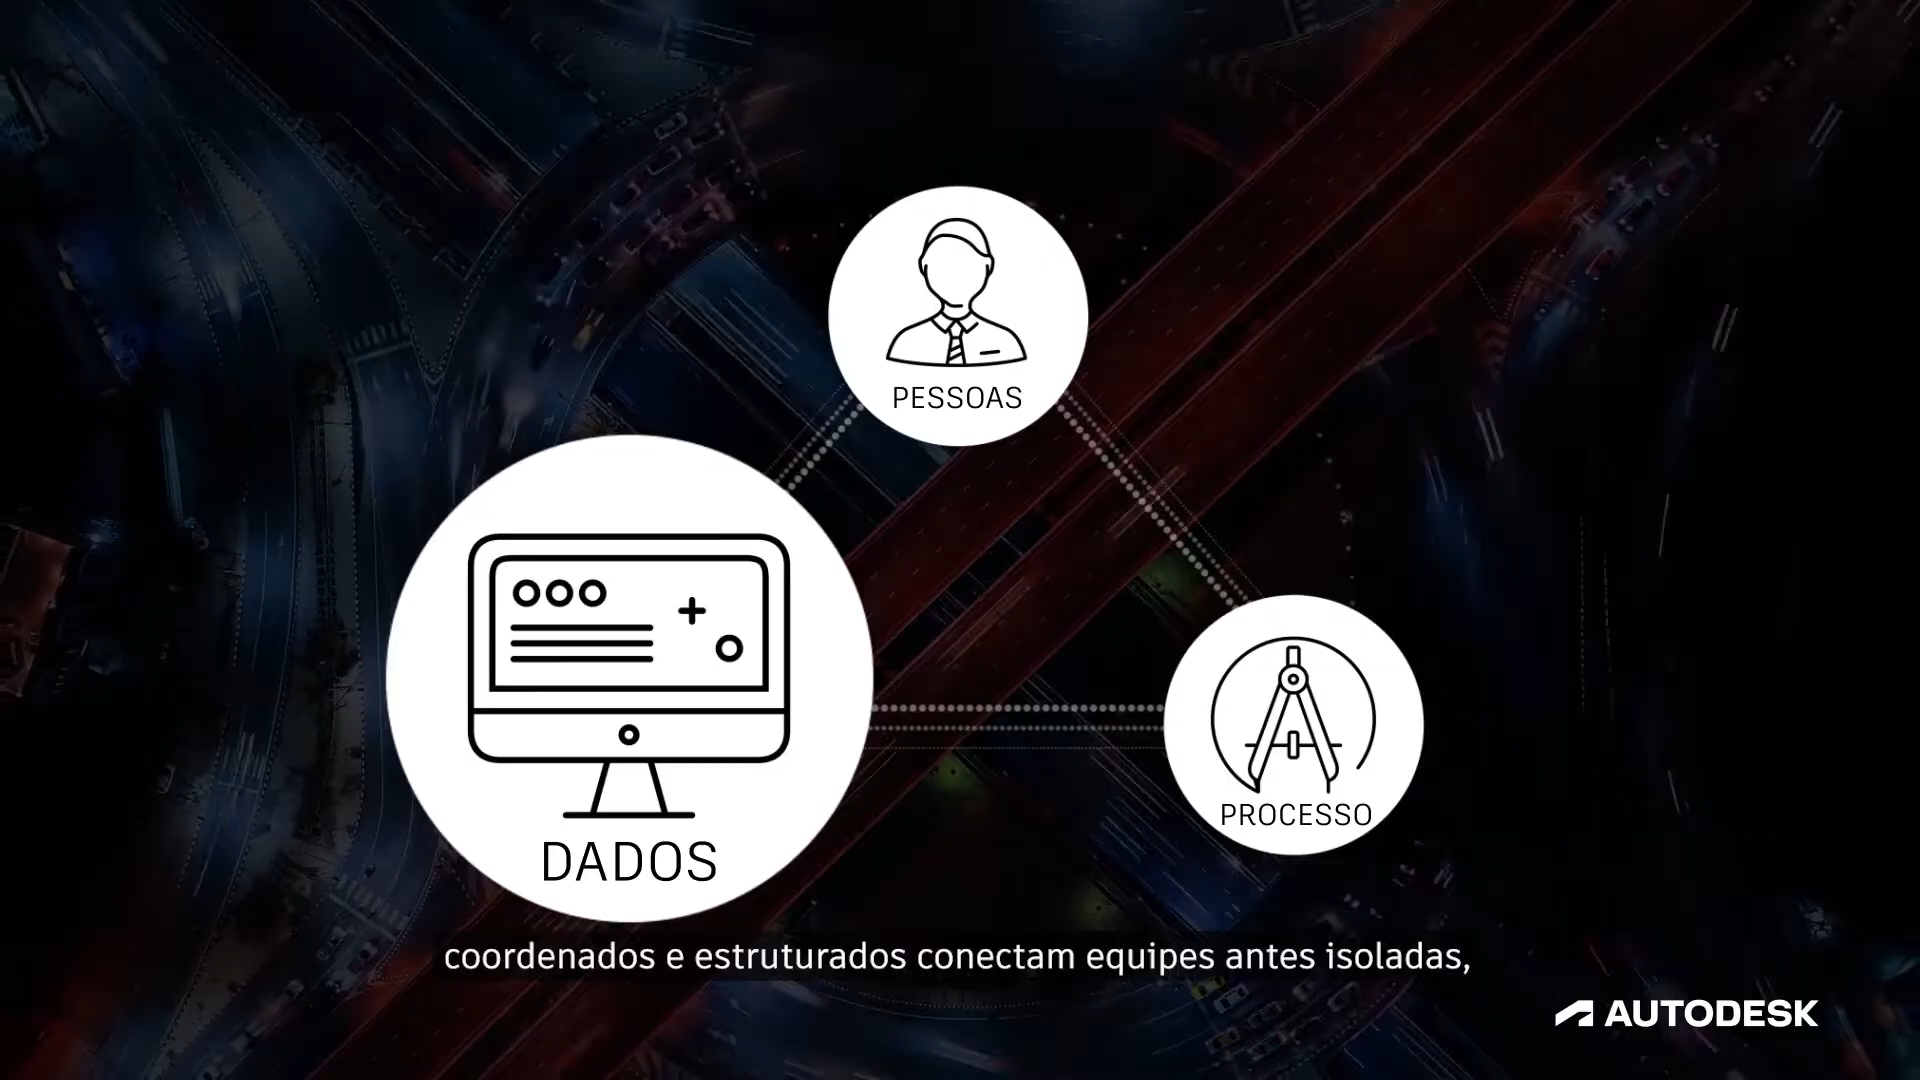 PESSOAS
DADOS
PROCESSO
coordenados e estruturados conectam equipes antes isoladas,
AUTODESK